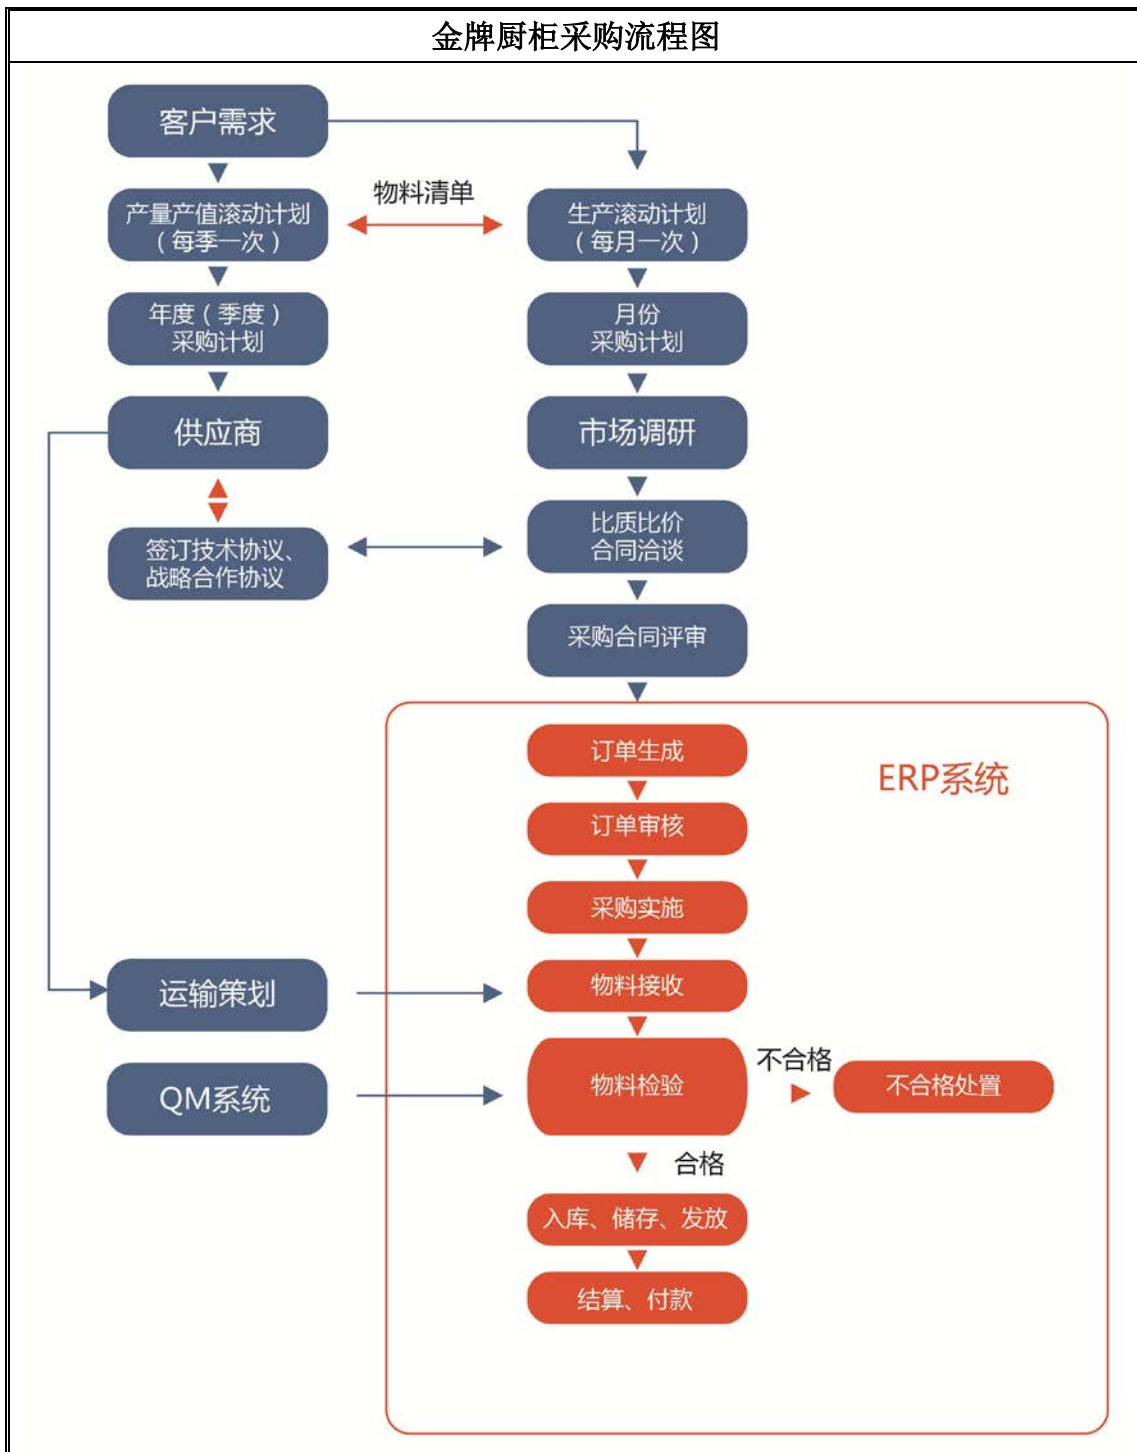 金牌厨柜采购流程图
客户需求
物料清单
产量产值滚动计划
（每季一次）
生产滚动计划
（每月一次）
年度（季度）
采购计划
月份
采购计划
供应商
市场调研
签订技术协议、
战略合作协议
比质比价
合同洽谈
采购合同评审
订单生成
ERP系统
订单审核
采购实施
运输策划
物料接收
QM系统
物料检验
不合格
不合格处置
合格
入库、储存、发放
结算、付款